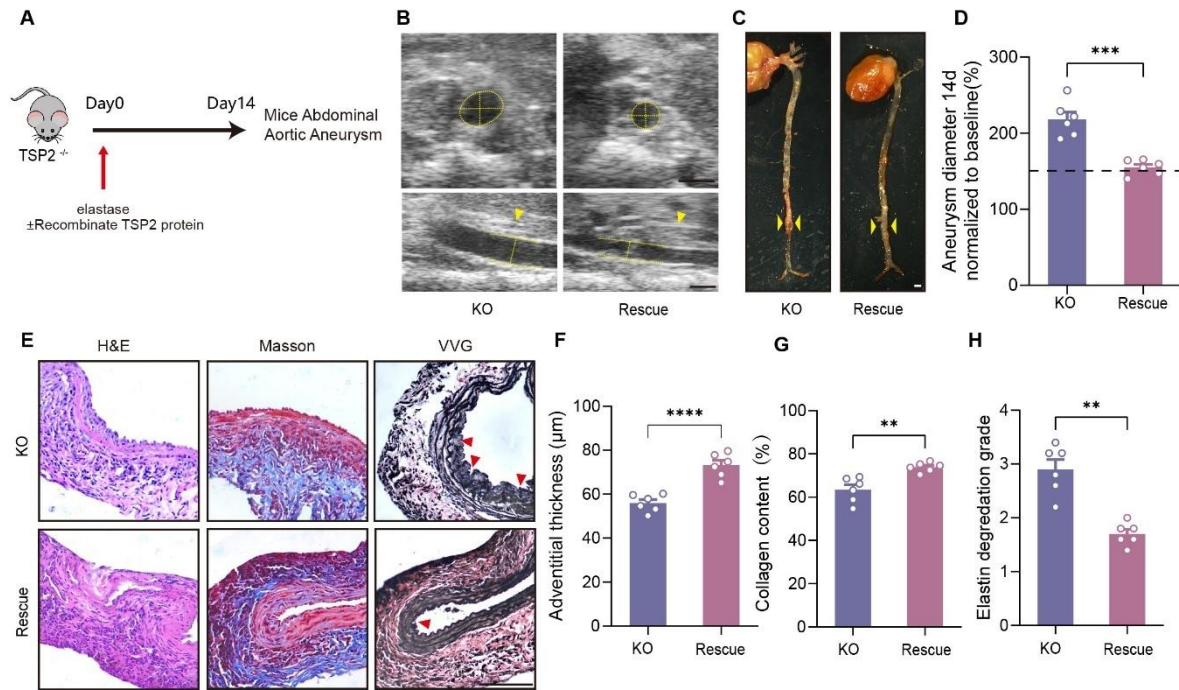 A
TSP2 -/-
Day0
Day14
Mice Abdominal
Aortic Aneurysm
elastase
±Recombinate TSP2 protein
B
KO
Rescue
C
KO
Rescue
D
Aneurysm diameter 14d
normalized to baseline(%)
300
200
100
0
***
KO
Rescue
E
H&E
Masson
VVG
KO
Rescue
F
Adventitial thickness (μm)
100
80
60
40
20
0
****
KO
Rescue
G
Collagen content (%)
100
80
60
40
20
0
**
KO
Rescue
H
Elastin degredation grade
4
3
2
1
0
**
KO
Rescue